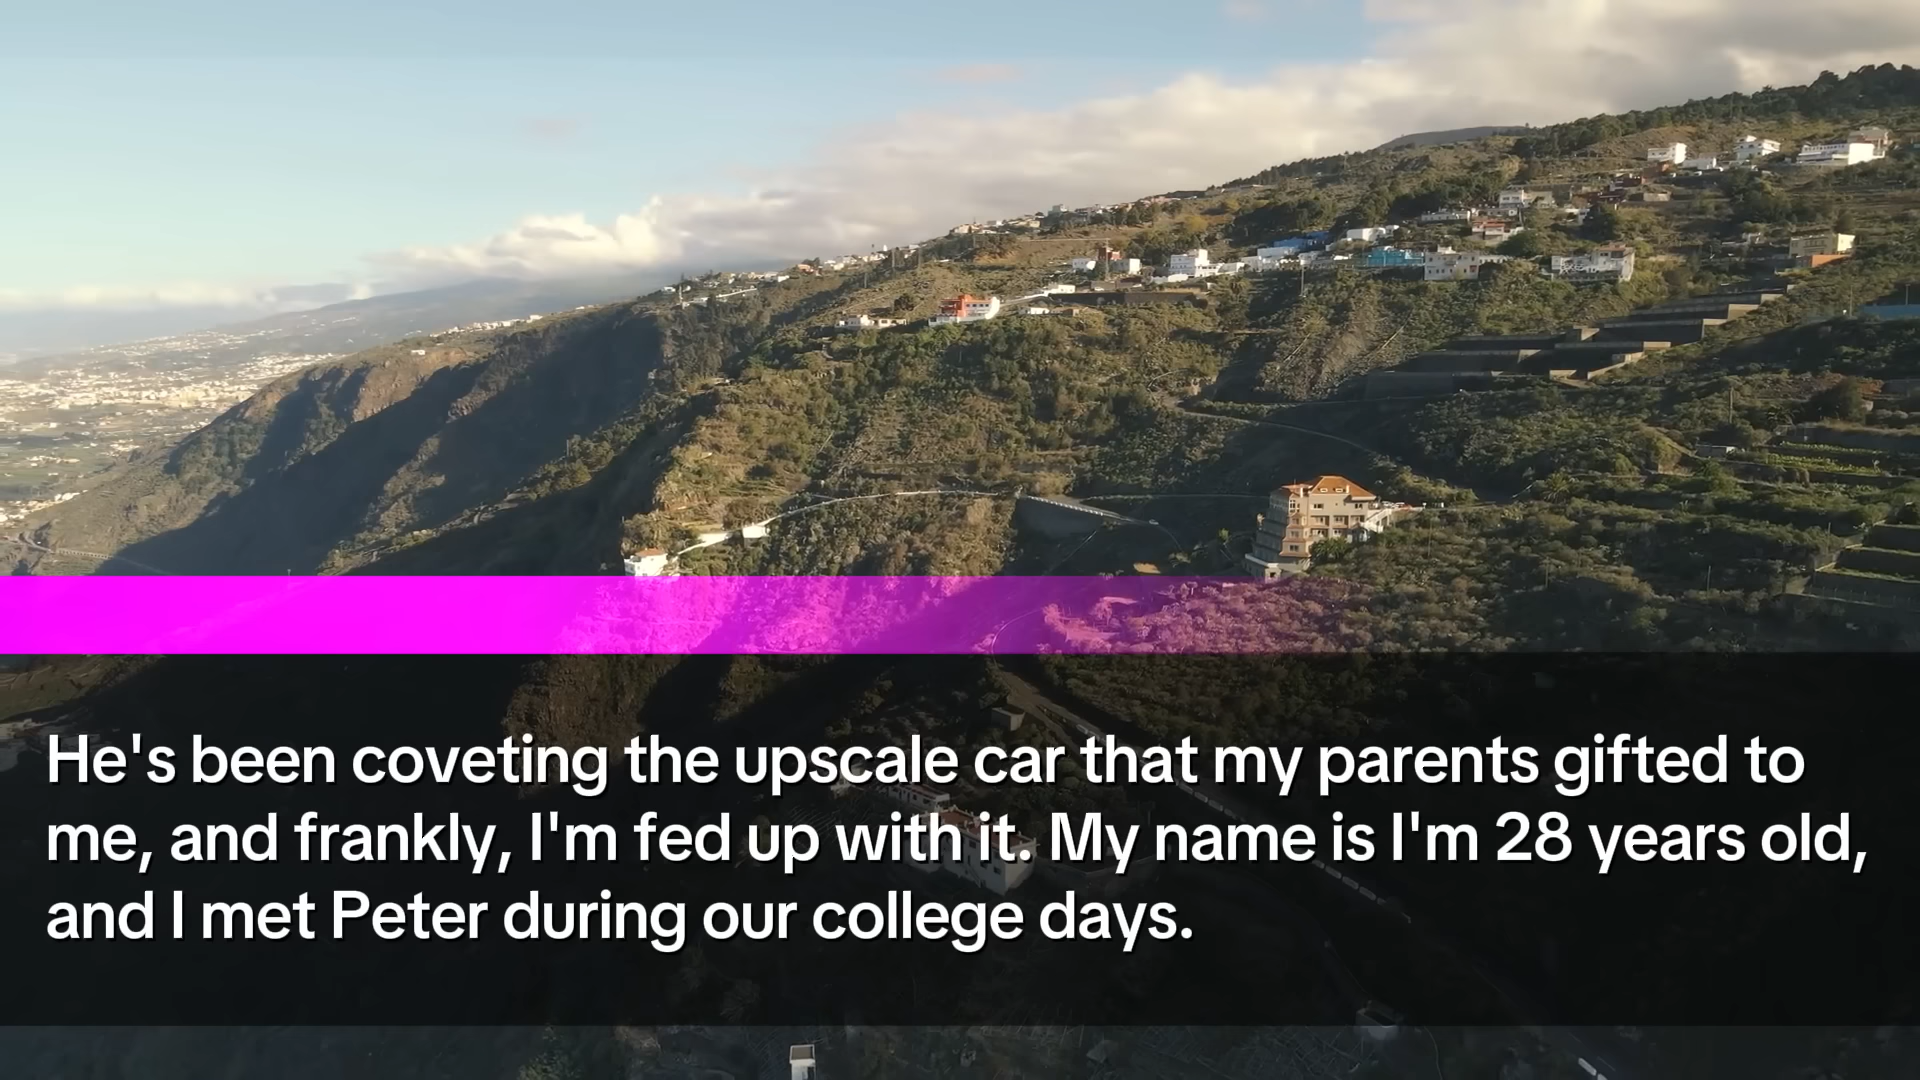 He's been coveting the upscale car that my parents gifted to
me, and frankly, I'm fed up with it. My name is I'm 28 years old,
and I met Peter during our college days.